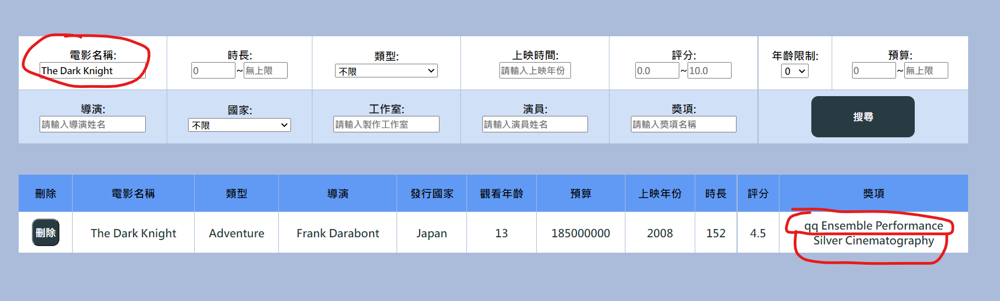 電影名稱: 時長: 類型: 上映時間: 評分: 年齡限制: 預算:
The Dark Knight 0 ~ 無上限 不限 請輸入上映年份 0.0 ~ 10.0 0 0 ~ 無上限
導演: 國家: 工作室: 演員: 獎項:
請輸入導演姓名 不限 請輸入製作工作室 請輸入演員姓名 請輸入獎項名稱 搜尋
刪除 電影名稱 類型 導演 發行國家 觀看年齡 預算 上映年份 時長 評分 獎項
刪除 The Dark Knight Adventure Frank Darabont Japan 13 185000000 2008 152 4.5 qq Ensemble Performance
Silver Cinematography